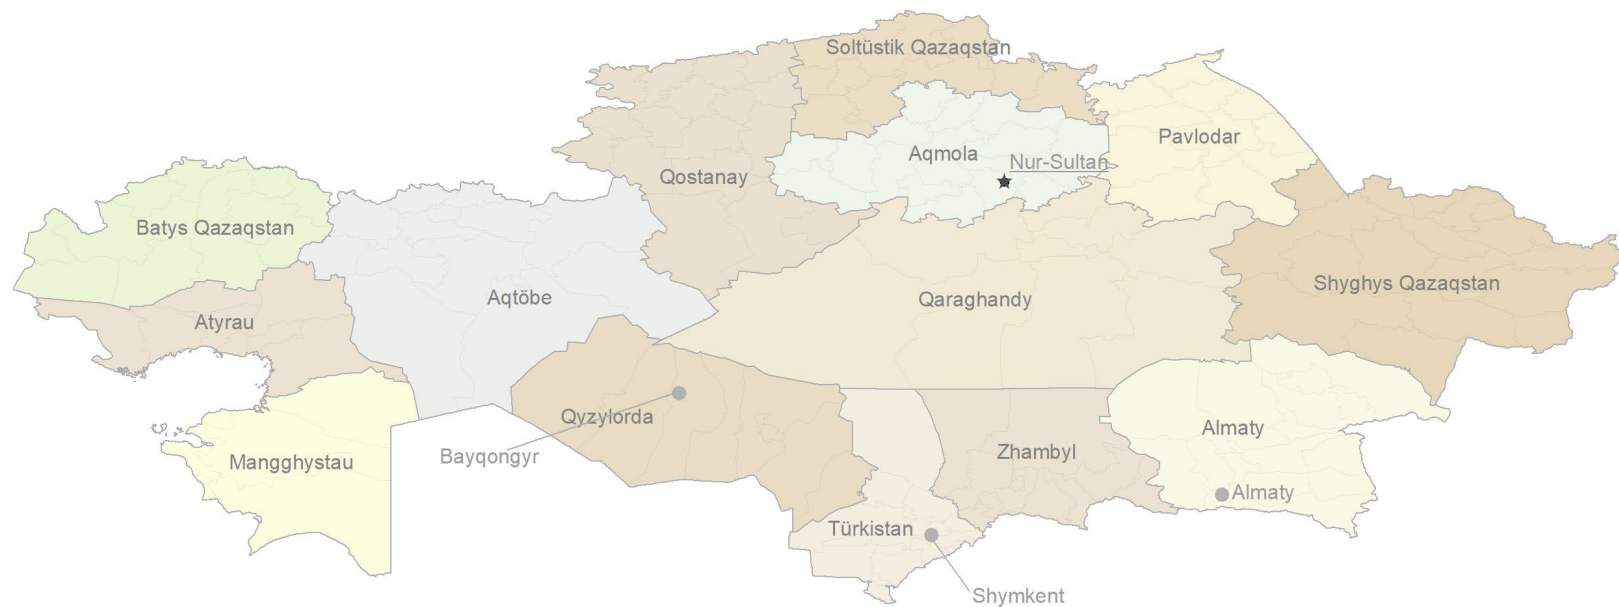 Soltüstik Qazaqstan
Pavlodar
Aqmola
Nur-Sultan
Qostanay
Batys Qazaqstan
Shyghys Qazaqstan
Aqtöbe
Qaraghandy
Atyrau
Qyzylorda
Almaty
Zhambyl
Bayqongyr
Mangghystau
Almaty
Türkistan
Shymkent